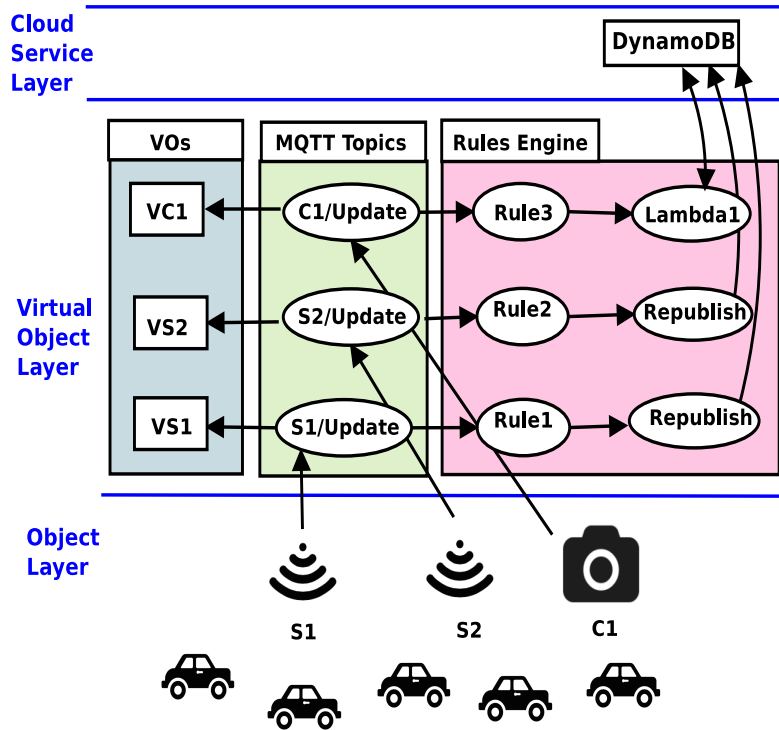 Cloud
Service
Layer
DynamoDB
VOs
MQTT Topics
Rules Engine
VC1
C1/Update
Rule3
Lambda1
Virtual
Object
Layer
VS2
S2/Update
Rule2
Republish
VS1
S1/Update
Rule1
Republish
Object
Layer
S1
S2
C1